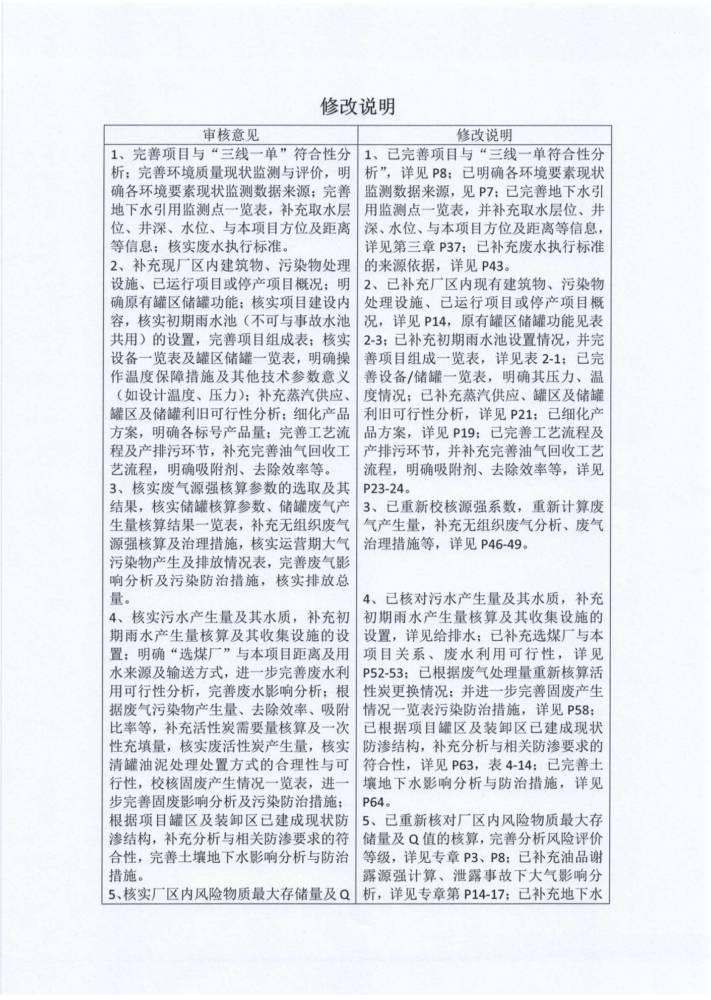 修改说明
审核意见
修改说明
1、完善项目与“三线一单”符合性分
析；完善环境质量现状监测与评价，明
确各环境要素现状监测数据来源；完善
地下水引用监测点一览表，补充取水层
位、井深、水位、与本项目方位及距离
等信息；核实废水执行标准。
2、补充现厂区内建筑物、污染物处理
设施、已运行项目或停产项目概况；明
确原有罐区储罐功能；核实项目建设内
容，核实初期雨水池（不可与事故水池
共用）的设置，完善项目组成表；核实
设备一览表及罐区储罐一览表，明确操
作温度保障措施及其他技术参数意义
（如设计温度、压力）；补充蒸汽供应、
罐区及储罐利旧可行性分析；细化产品
方案，明确各标号产品量；完善工艺流
程及产排污环节，补充完善油气回收工
艺流程，明确吸附剂、去除效率等。
3、核实废气源强核算参数的选取及其
结果，核实储罐核算参数、储罐废气产
生量核算结果一览表，补充无组织废气
源强核算及治理措施，核实运营期大气
污染物产生及排放情况表，完善废气影
响分析及污染防治措施，核实排放总
量。
4、核实污水产生量及其水质，补充初
期雨水产生量核算及其收集设施的设
置；明确“选煤厂”与本项目距离及用
水来源及输送方式，进一步完善废水利
用可行性分析，完善废水影响分析；根
据废气污染物产生量、去除效率、吸附
比率等，补充活性炭需要量核算及一次
性充填量，核实废活性炭产生量，核实
清罐油泥处理处置方式的合理性与可
行性，校核固废产生情况一览表，进一
步完善固废影响分析及污染防治措施；
根据项目罐区及装卸区已建成现状防
渗结构，补充分析与相关防渗要求的符
合性，完善土壤地下水影响分析与防治
措施。
5、核实厂区内风险物质最大存储量及 Q
1、已完善项目与“三线一单符合性分
析”，详见 P8；已明确各环境要素现状
监测数据来源，见 P7；已完善地下水引
用监测点一览表，并补充取水层位、井
深、水位、与本项目方位及距离等信息，
详见第三章 P37；已补充废水执行标准
的来源依据，详见 P43。
2、已补充厂区内现有建筑物、污染物
处理设施、已运行项目或停产项目概
况，详见 P14，原有罐区储罐功能见表
2-3；已补充初期雨水池设置情况，并完
善项目组成一览表，详见表 2-1；已完
善设备/储罐一览表，明确其压力、温
度情况；已补充蒸汽供应、罐区及储罐
利旧可行性分析，详见 P21；已细化产
品方案，详见 P19；已完善工艺流程及
产排污环节，并补充完善油气回收工艺
流程，明确吸附剂、去除效率等，详见
P23-24。
3、已重新校核源强系数，重新计算废
气产生量，补充无组织废气分析、废气
治理措施等，详见 P46-49。
4、已核对污水产生量及其水质，补充
初期雨水产生量核算及其收集设施的
设置，详见给排水；已补充选煤厂与本
项目关系、废水利用可行性，详见
P52-53；已根据废气处理量重新核算活
性炭更换情况；并进一步完善固废产生
情况一览表污染防治措施，详见 P58；
已根据项目罐区及装卸区已建成现状
防渗结构，补充分析与相关防渗要求的
符合性，详见 P63，表 4-14；已完善土
壤地下水影响分析与防治措施，详见
P64。
5、已重新核对厂区内风险物质最大存
储量及 Q 值的核算，完善分析风险评价
等级，详见专章 P3、P8；已补充油品谢
露源强计算、泄露事故下大气影响分
析，详见专章第 P14-17；已补充地下水